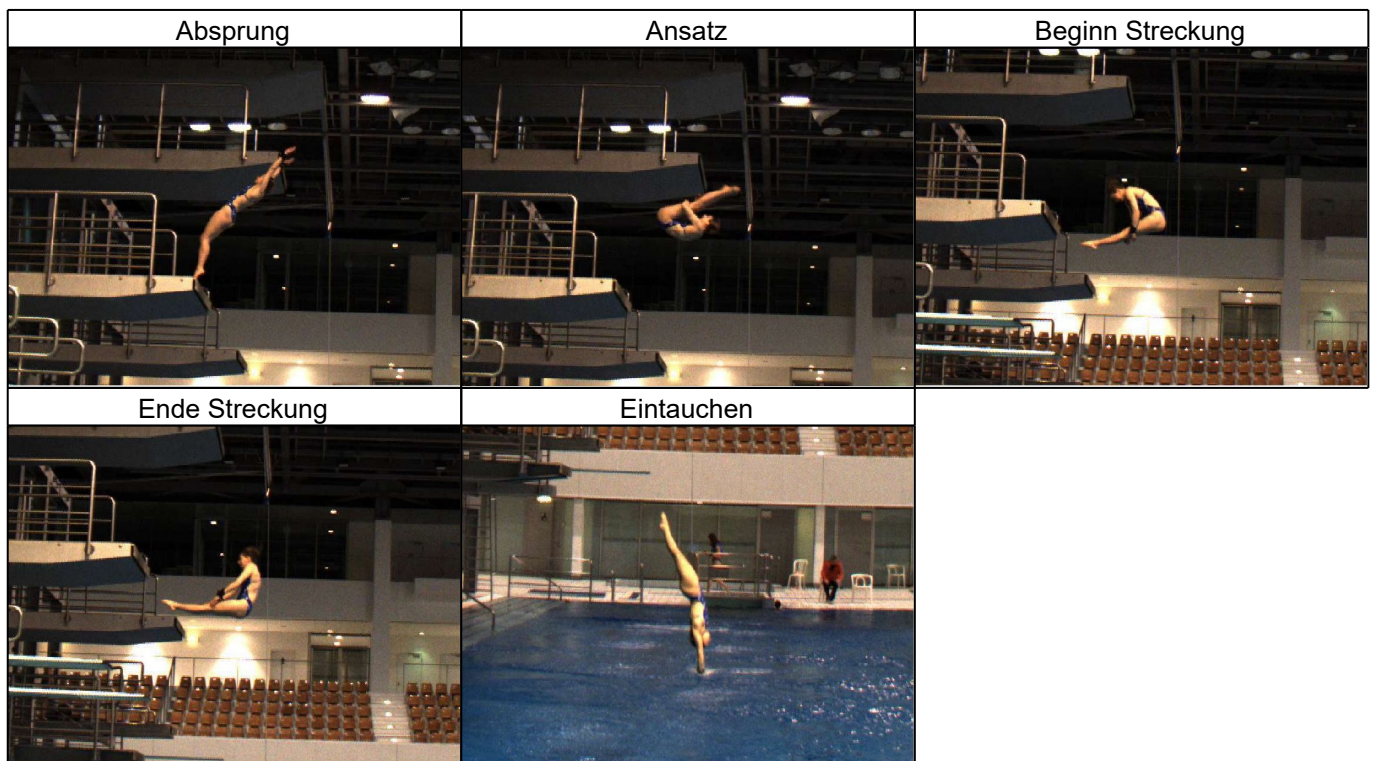 Absprung
Ansatz
Beginn Streckung
Ende Streckung
Eintauchen